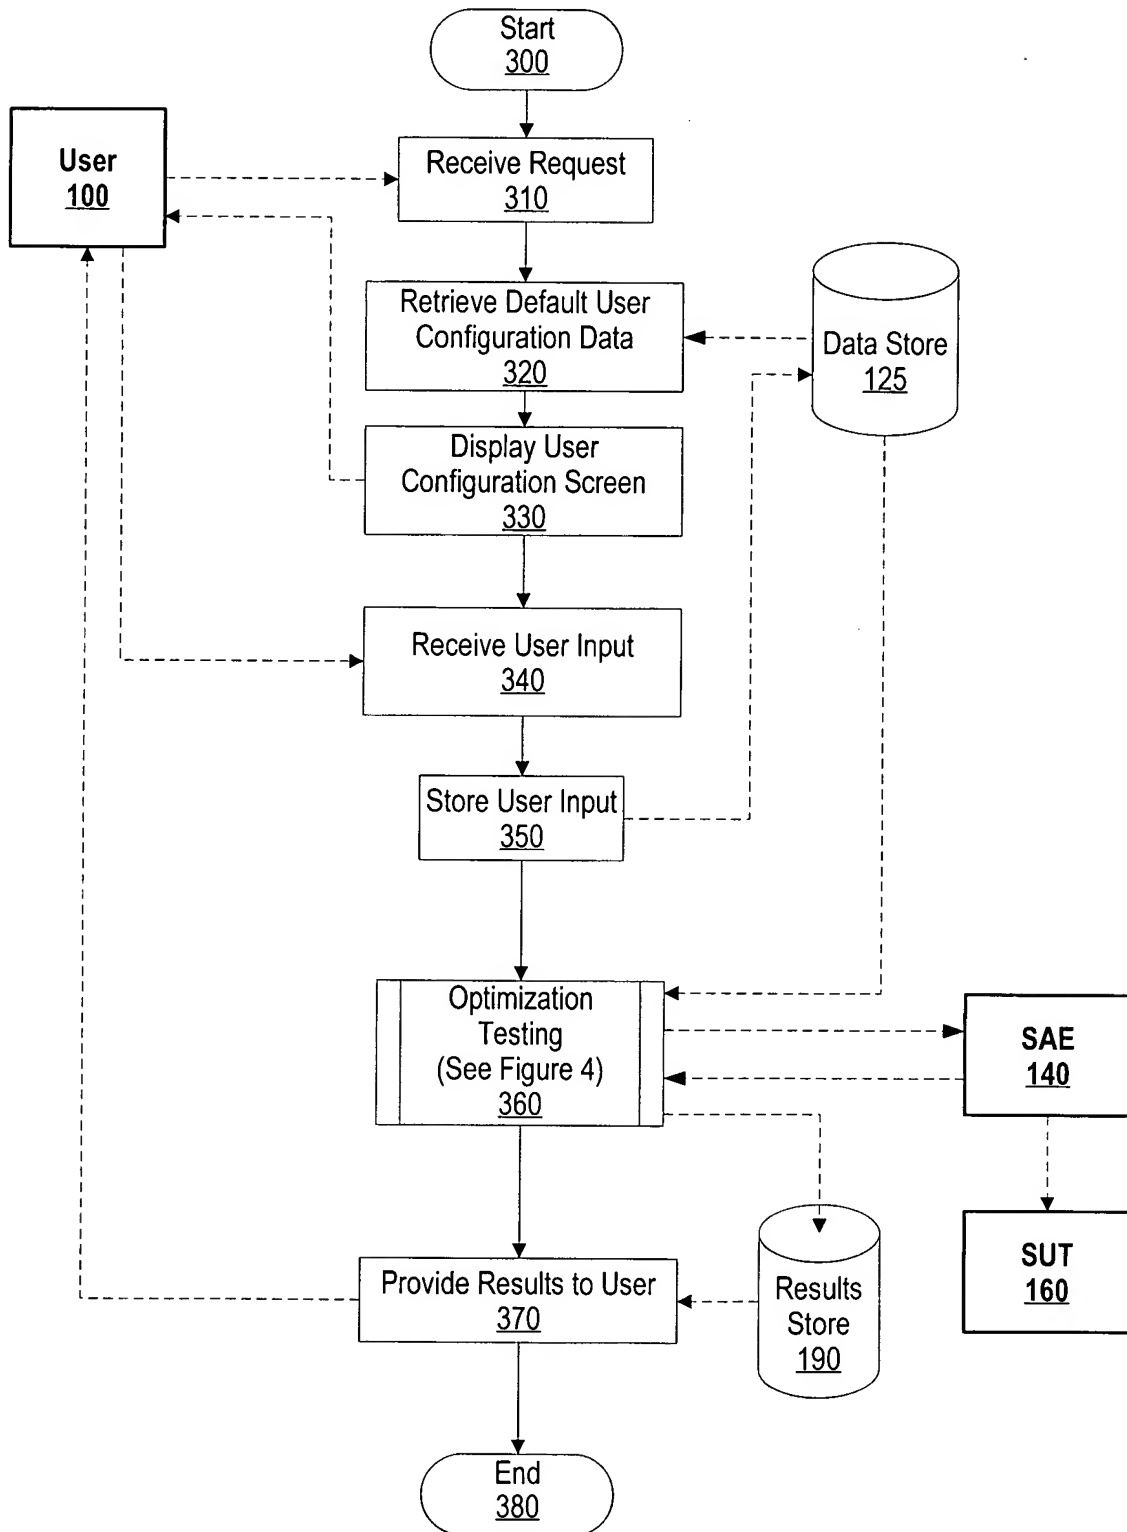 Start
300
User
100
Receive Request
310
Retrieve Default User
Configuration Data
320
Data Store
125
Display User
Configuration Screen
330
Receive User Input
340
Store User Input
350
Optimization
Testing
(See Figure 4)
360
SAE
140
SUT
160
Provide Results to User
370
Results
Store
190
End
380